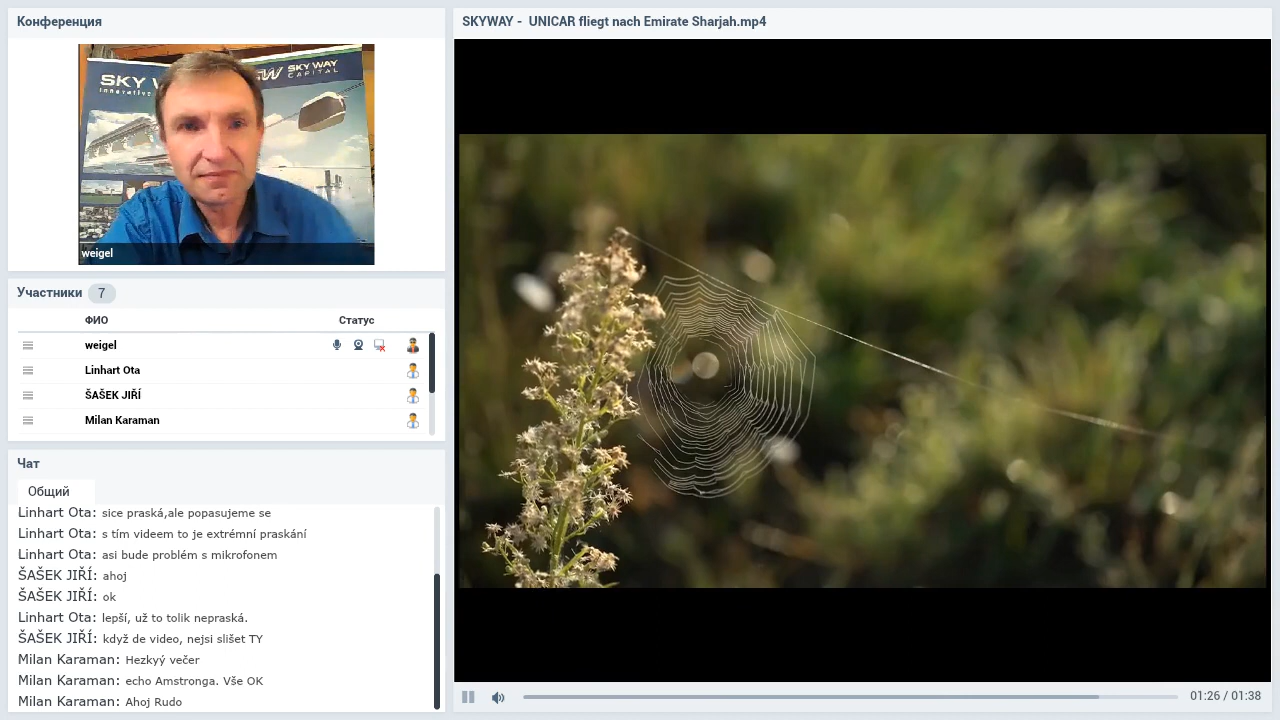 Конференция
SKYWAY -  UNICAR fliegt nach Emirate Sharjah.mp4
SKY W
Innovative
SW SKY WAY
CAPITAL
weigel
Участники 7
ФИО Статус
weigel
Linhart Ota
ŠAŠEK JIŘÍ
Milan Karaman
Чат
Общий
Linhart Ota: sice praská,ale popasujeme se
Linhart Ota: s tím videem to je extrémní praskání
Linhart Ota: asi bude problém s mikrofonem
ŠAŠEK JIŘÍ: ahoj
ŠAŠEK JIŘÍ: ok
Linhart Ota: lepší, už to tolik nepraská.
ŠAŠEK JIŘÍ: když de video, nejsi slišet TY
Milan Karaman: Hezkyý večer
Milan Karaman: echo Amstronga. Vše OK
Milan Karaman: Ahoj Rudo
01:26 / 01:38